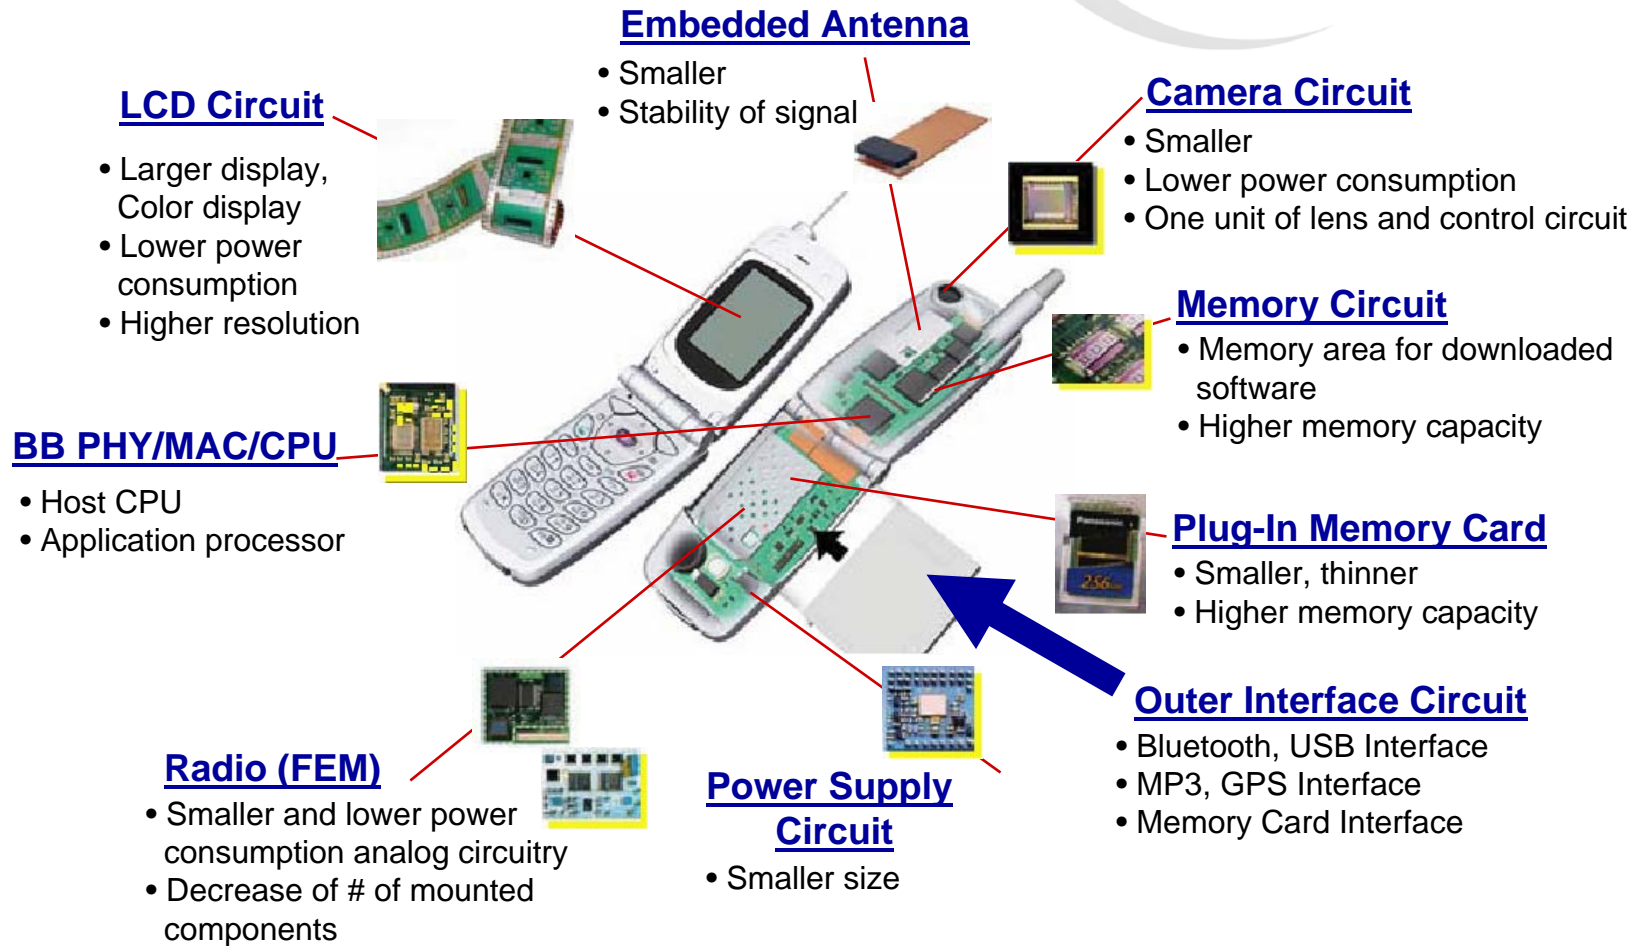 Embedded Antenna
• Smaller
• Stability of signal
LCD Circuit
• Larger display,
Color display
• Lower power
consumption
• Higher resolution
Camera Circuit
• Smaller
• Lower power consumption
• One unit of lens and control circuit
Memory Circuit
• Memory area for downloaded
software
• Higher memory capacity
BB PHY/MAC/CPU
• Host CPU
• Application processor
Plug-In Memory Card
• Smaller, thinner
• Higher memory capacity
Panasonic
256
Outer Interface Circuit
• Bluetooth, USB Interface
• MP3, GPS Interface
• Memory Card Interface
Radio (FEM)
• Smaller and lower power
consumption analog circuitry
• Decrease of # of mounted
components
Power Supply
Circuit
• Smaller size